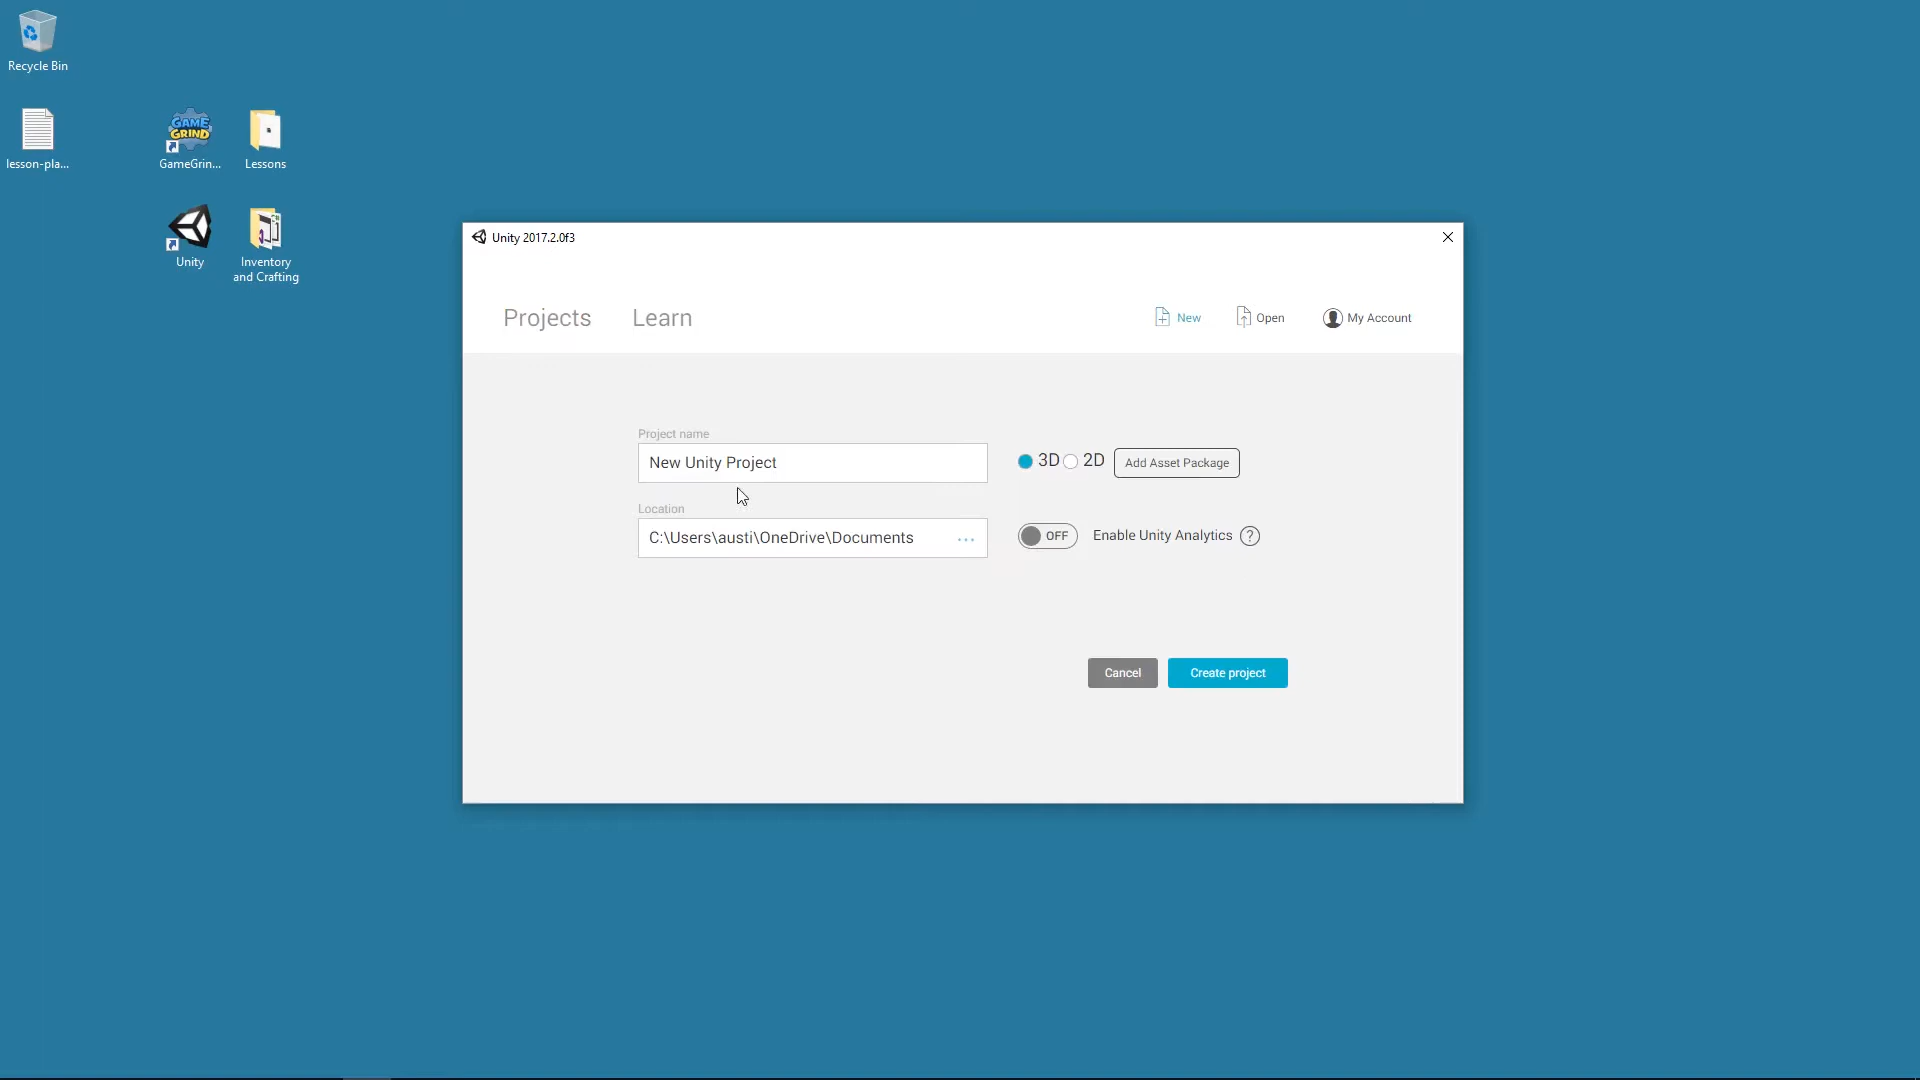 Recycle Bin
lesson-pla...
GAME GRIND
GameGrin...
Lessons
Unity
Inventory
and Crafting
Unity 2017.2.0f3
Projects
Learn
New
Open
My Account
Project name
New Unity Project
3D
2D
Add Asset Package
Location
C:\Users\austi\OneDrive\Documents
...
OFF
Enable Unity Analytics
?
Cancel
Create project